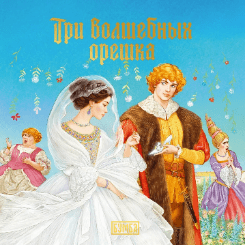 Три волшебных
орешка